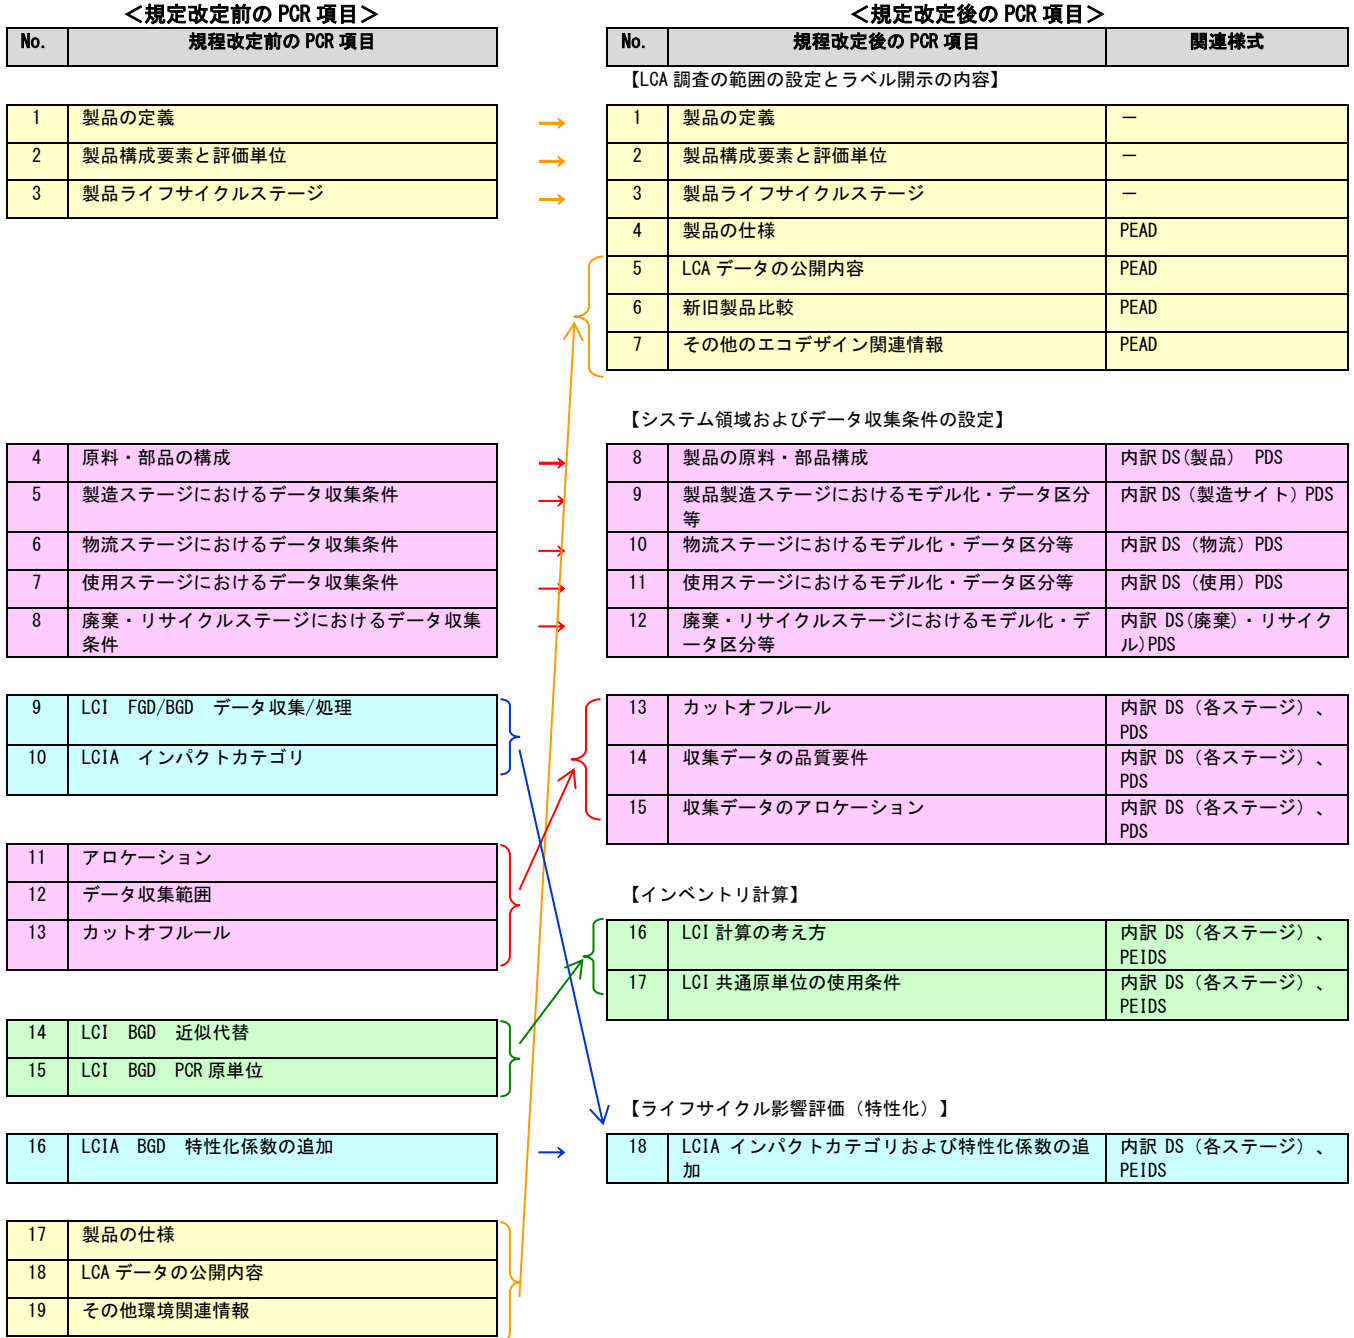 ＜規定改定前の PCR 項目＞
No. 規程改定前の PCR 項目
1 製品の定義
2 製品構成要素と評価単位
3 製品ライフサイクルステージ
4 原料・部品の構成
5 製造ステージにおけるデータ収集条件
6 物流ステージにおけるデータ収集条件
7 使用ステージにおけるデータ収集条件
8 廃棄・リサイクルステージにおけるデータ収集
条件
9 LCI FGD/BGD データ収集/処理
10 LCIA インパクトカテゴリ
11 アロケーション
12 データ収集範囲
13 カットオフルール
14 LCI BGD 近似代替
15 LCI BGD PCR 原単位
16 LCIA BGD 特性化係数の追加
17 製品の仕様
18 LCA データの公開内容
19 その他環境関連情報
＜規定改定後の PCR 項目＞
No. 規程改定後の PCR 項目 関連様式
【LCA 調査の範囲の設定とラベル開示の内容】
1 製品の定義 －
2 製品構成要素と評価単位 －
3 製品ライフサイクルステージ －
4 製品の仕様 PEAD
5 LCA データの公開内容 PEAD
6 新旧製品比較 PEAD
7 その他のエコデザイン関連情報 PEAD
【システム領域およびデータ収集条件の設定】
8 製品の原料・部品構成 内訳 DS(製品) PDS
9 製品製造ステージにおけるモデル化・データ区分 内訳 DS（製造サイト）PDS
等
10 物流ステージにおけるモデル化・データ区分等 内訳 DS（物流）PDS
11 使用ステージにおけるモデル化・データ区分等 内訳 DS（使用）PDS
12 廃棄・リサイクルステージにおけるモデル化・デ 内訳 DS(廃棄)・リサイク
ータ区分等 ル)PDS
13 カットオフルール 内訳 DS（各ステージ）、
PDS
14 収集データの品質要件 内訳 DS（各ステージ）、
PDS
15 収集データのアロケーション 内訳 DS（各ステージ）、
PDS
【インベントリ計算】
16 LCI 計算の考え方 内訳 DS（各ステージ）、
PEIDS
17 LCI 共通原単位の使用条件 内訳 DS（各ステージ）、
PEIDS
【ライフサイクル影響評価（特性化）】
18 LCIA インパクトカテゴリおよび特性化係数の追 内訳 DS（各ステージ）、
加 PEIDS